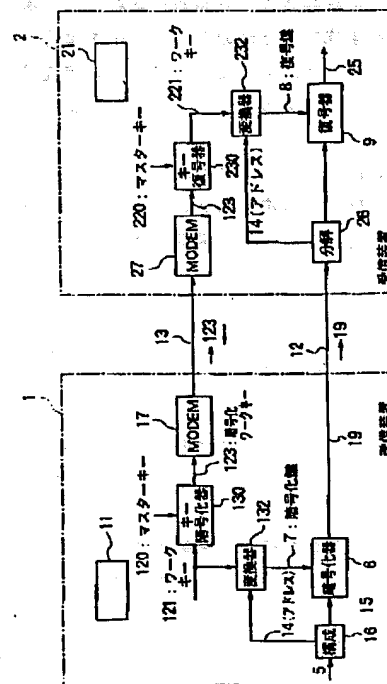 1
11
120：マスターキー
121：ワーク
キー
キー
暗号化器
130
123：暗号化
ワークキー
MODEM
17
変換器
132
14(アドレス)
7：暗号化鍵
5
構成
16
15
暗号化器
6
19
送信装置
13
123
12
19
2
21
220：マスターキー
221：ワーク
キー
27
MODEM
123
キー
復号器
230
変換器
232
14(アドレス)
8：復号鍵
分解
26
復号器
9
25
受信装置